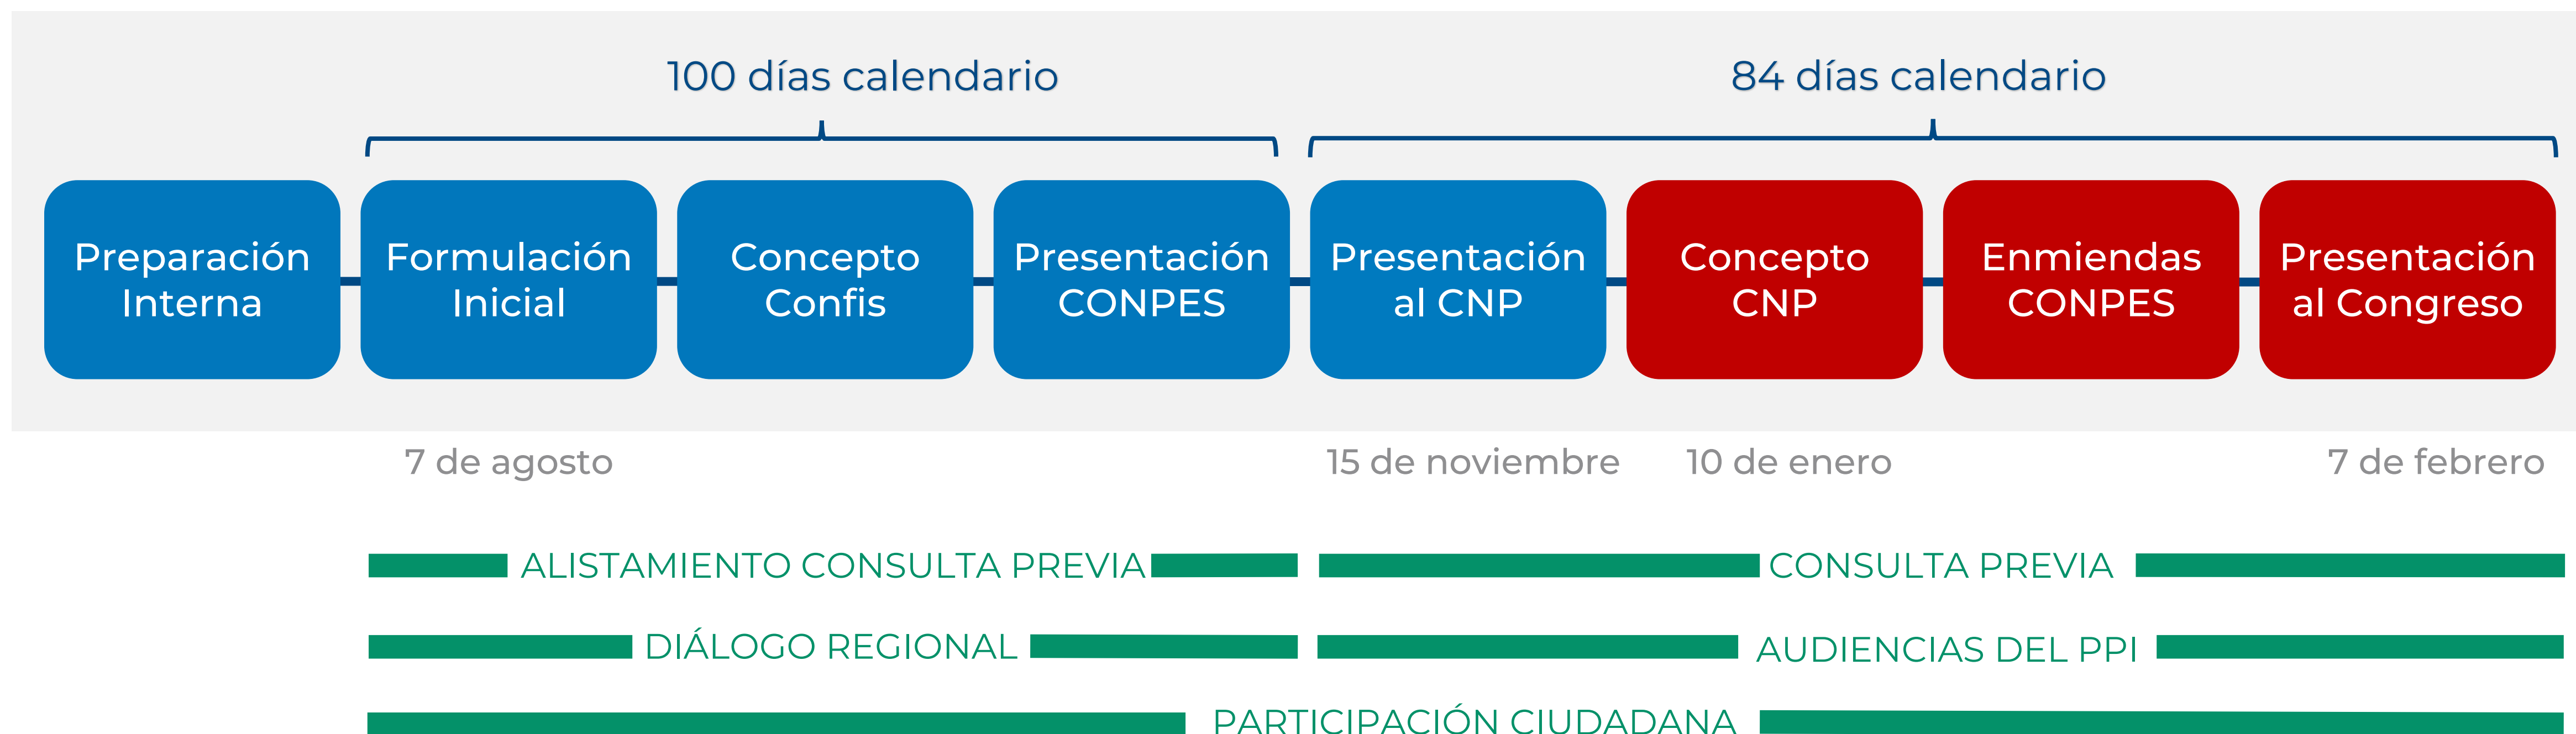 100 días calendario
84 días calendario
Preparación
Interna
Formulación
Inicial
Concepto
Confis
Presentación
CONPES
Presentación
al CNP
Concepto
CNP
Enmiendas
CONPES
Presentación
al Congreso
7 de agosto
15 de noviembre
10 de enero
7 de febrero
ALISTAMIENTO CONSULTA PREVIA
CONSULTA PREVIA
DIÁLOGO REGIONAL
AUDIENCIAS DEL PPI
PARTICIPACIÓN CIUDADANA